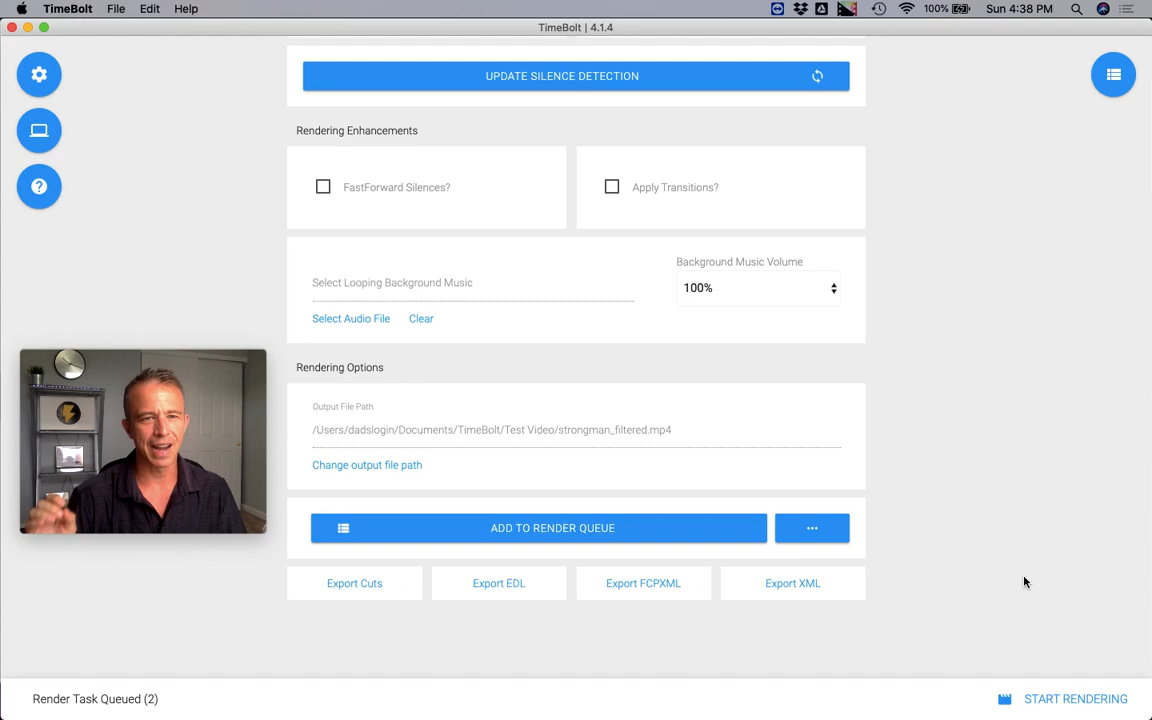 TimeBolt File Edit Help
100% Sun 4:38 PM
TimeBolt | 4.1.4
UPDATE SILENCE DETECTION
Rendering Enhancements
FastForward Silences?
Apply Transitions?
Background Music Volume
Select Looping Background Music
100%
Select Audio File Clear
Rendering Options
Output File Path
/Users/dadslogin/Documents/TimeBolt/Test Video/strongman_filtered.mp4
Change output file path
ADD TO RENDER QUEUE
Export Cuts Export EDL Export FCPXML Export XML
Render Task Queued (2)
START RENDERING